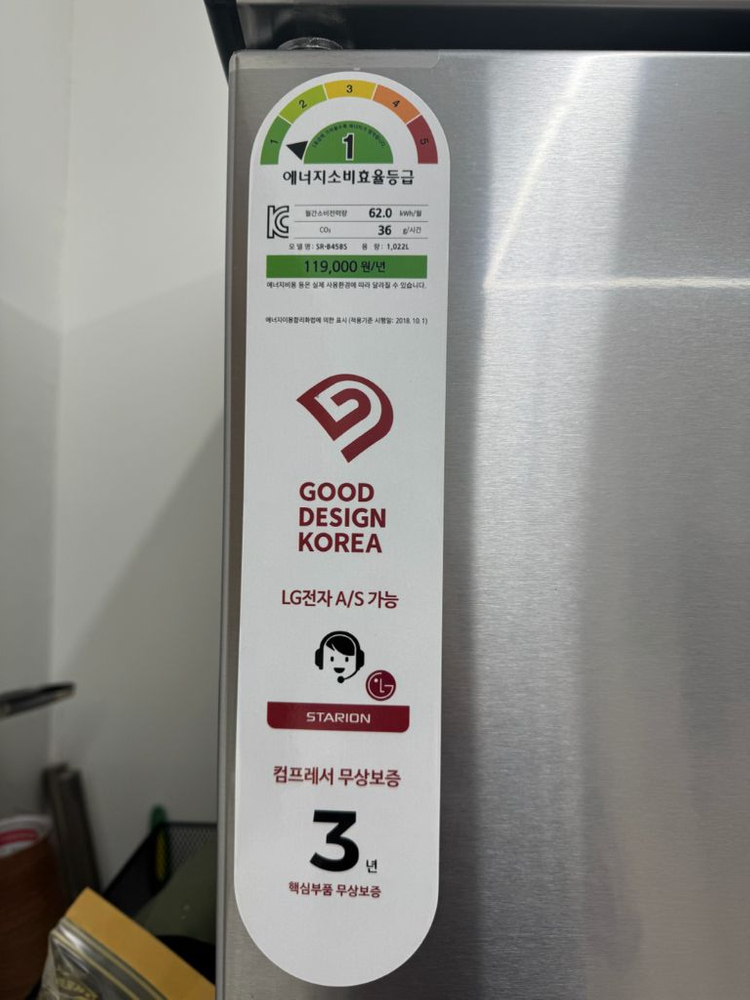 1 2 3 4 5
1
에너지소비효율등급
월간소비전력량 62.0 kWh/월
CO₂ 36 g/시간
모 델 명 : SR-B45BS 용 량 : 1,022L
119,000 원/년
에너지비용 등은 실제 사용환경에 따라 달라질 수 있습니다.
에너지이용합리화법에 의한 표시 (적용기준 시행일: 2018. 10. 1)
GOOD
DESIGN
KOREA
LG전자 A/S 가능
LG
STARION
컴프레서 무상보증
3 년
핵심부품 무상보증